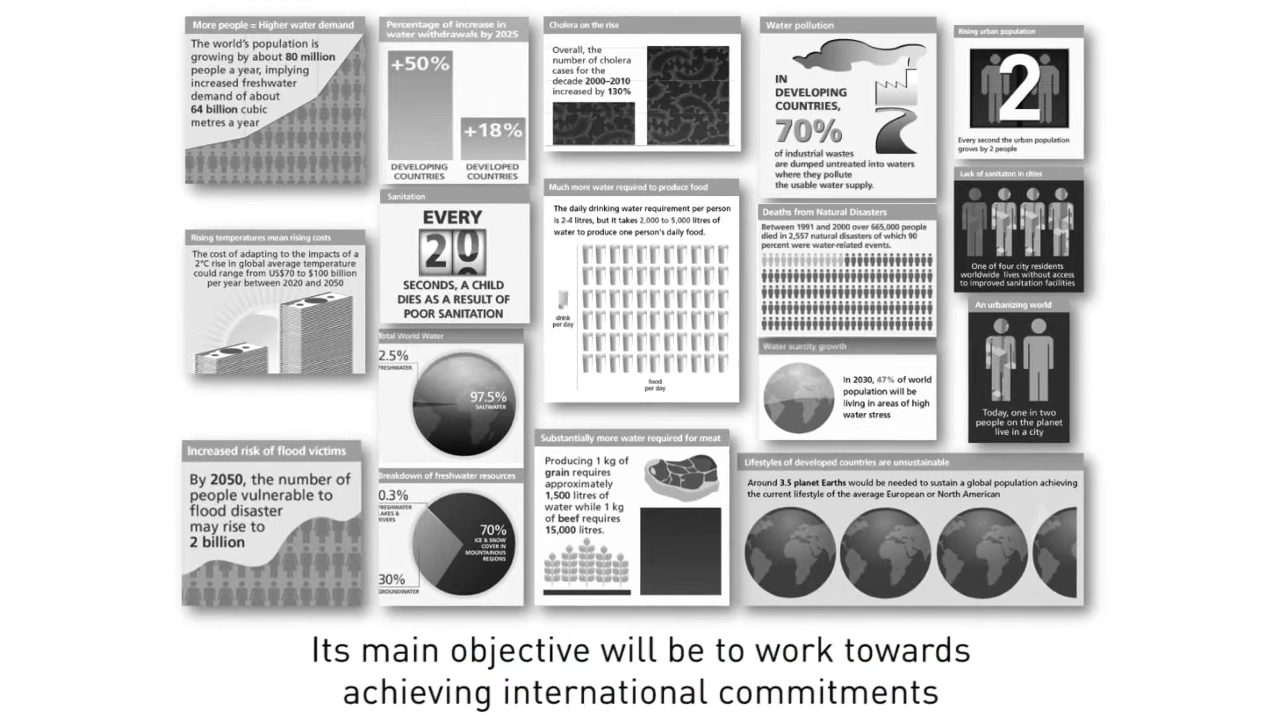 More people = Higher water demand
The world's population is
growing by about 80 million
people a year, implying
increased freshwater
demand of about
64 billion cubic
metres a year
Rising temperatures mean rising costs
The cost of adapting to the impacts of a
2°C rise in global average temperature
could range from US$70 to $100 billion
per year between 2020 and 2050
Increased risk of flood victims
By 2050, the number of
people vulnerable to
flood disaster
may rise to
2 billion
Percentage of increase in
water withdrawals by 2025
+50%
+18%
DEVELOPING
COUNTRIES
DEVELOPED
COUNTRIES
Sanitation
EVERY
20
SECONDS, A CHILD
DIES AS A RESULT OF
POOR SANITATION
Total World Water
2.5%
FRESHWATER
97.5%
SALTWATER
Breakdown of freshwater resources
0.3%
FRESHWATER
LAKES &
RIVERS
70%
ICE & SNOW
COVER IN
MOUNTAINOUS
REGIONS
30%
GROUNDWATER
Cholera on the rise
Overall, the
number of cholera
cases for the
decade 2000–2010
increased by 130%
Much more water required to produce food
The daily drinking water requirement per person
is 2-4 litres, but it takes 2,000 to 5,000 litres of
water to produce one person's daily food.
drink
per day
food
per day
Substantially more water required for meat
Producing 1 kg of
grain requires
approximately
1,500 litres of
water while 1 kg
of beef requires
15,000 litres.
Water pollution
IN
DEVELOPING
COUNTRIES,
70%
of industrial wastes
are dumped untreated into waters
where they pollute
the usable water supply.
Deaths from Natural Disasters
Between 1991 and 2000 over 665,000 people
died in 2,557 natural disasters of which 90
percent were water-related events.
Water scarcity growth
In 2030, 47% of world
population will be
living in areas of high
water stress
Rising urban population
2
Every second the urban population
grows by 2 people
Lack of sanitaton in cities
One of four city residents
worldwide lives without access
to improved sanitation facilities
An urbanizing world
Today, one in two
people on the planet
live in a city
Lifestyles of developed countries are unsustainable
Around 3.5 planet Earths would be needed to sustain a global population achieving
the current lifestyle of the average European or North American
Its main objective will be to work towards
achieving international commitments